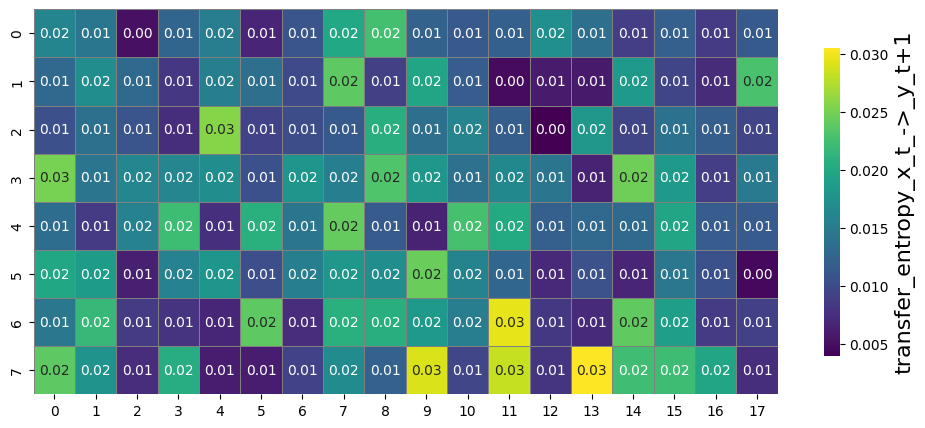 0 0.02 0.01 0.00 0.01 0.02 0.01 0.01 0.02 0.02 0.01 0.01 0.01 0.02 0.01 0.01 0.01 0.01 0.01
1 0.01 0.02 0.01 0.01 0.02 0.01 0.01 0.02 0.01 0.02 0.01 0.00 0.01 0.01 0.02 0.01 0.01 0.02
2 0.01 0.01 0.01 0.01 0.03 0.01 0.01 0.01 0.02 0.01 0.02 0.01 0.00 0.02 0.01 0.01 0.01 0.01
3 0.03 0.01 0.02 0.02 0.02 0.01 0.02 0.02 0.02 0.02 0.01 0.02 0.01 0.01 0.02 0.02 0.01 0.02
4 0.01 0.01 0.02 0.02 0.01 0.02 0.01 0.02 0.01 0.01 0.02 0.02 0.01 0.01 0.01 0.02 0.01 0.01
5 0.02 0.02 0.01 0.02 0.02 0.01 0.02 0.02 0.02 0.02 0.02 0.01 0.01 0.01 0.01 0.02 0.01 0.00
6 0.01 0.02 0.01 0.01 0.01 0.02 0.01 0.02 0.02 0.02 0.02 0.03 0.01 0.01 0.02 0.02 0.01 0.01
7 0.02 0.02 0.01 0.02 0.01 0.01 0.01 0.02 0.01 0.03 0.01 0.03 0.01 0.03 0.02 0.02 0.02 0.01
0 1 2 3 4 5 6 7 8 9 10 11 12 13 14 15 16 17
0.030
0.025
0.020
0.015
0.010
0.005
transfer_entropy_x_t_->_y_t+1